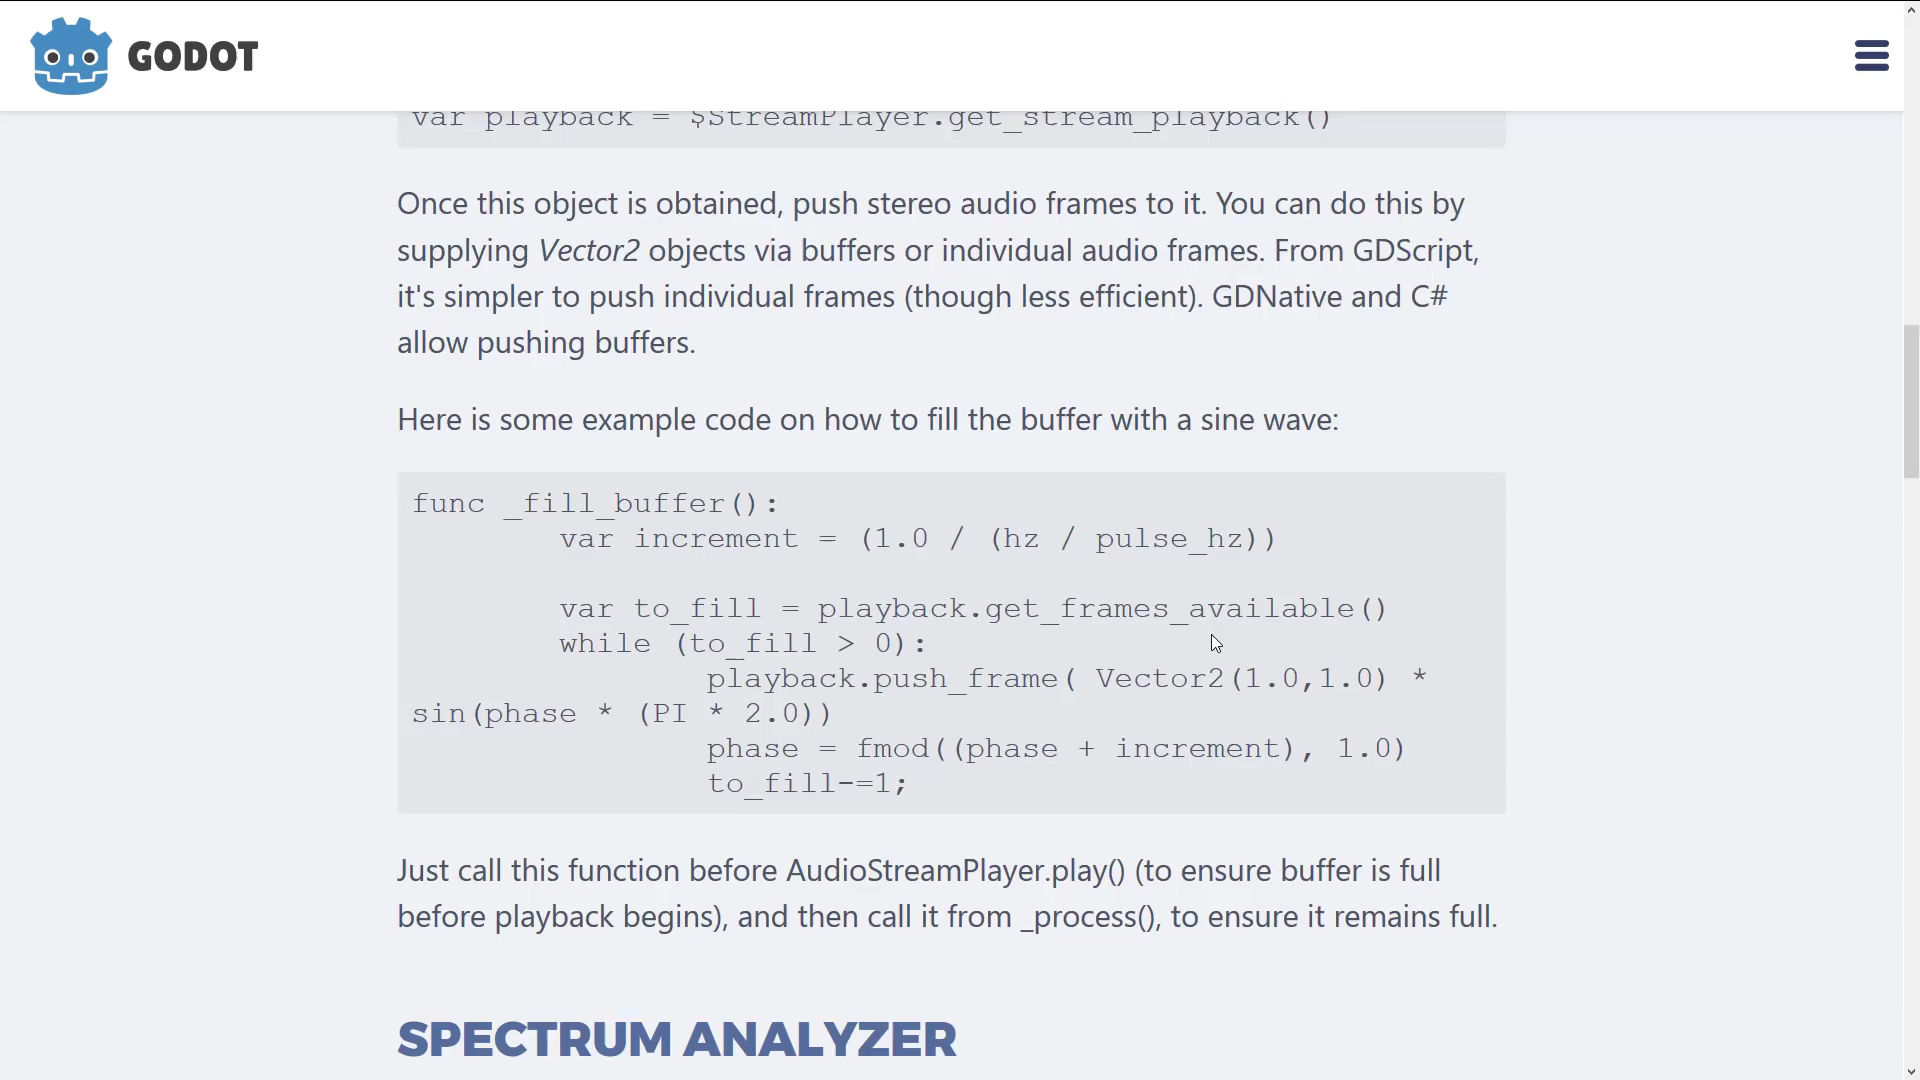 GODOT
var playback = $StreamPlayer.get_stream_playback()
Once this object is obtained, push stereo audio frames to it. You can do this by
supplying Vector2 objects via buffers or individual audio frames. From GDScript,
it's simpler to push individual frames (though less efficient). GDNative and C#
allow pushing buffers.
Here is some example code on how to fill the buffer with a sine wave:
func _fill_buffer():
var increment = (1.0 / (hz / pulse_hz))
var to_fill = playback.get_frames_available()
while (to_fill > 0):
playback.push_frame( Vector2(1.0,1.0) *
sin(phase * (PI * 2.0))
phase = fmod((phase + increment), 1.0)
to_fill-=1;
Just call this function before AudioStreamPlayer.play() (to ensure buffer is full
before playback begins), and then call it from _process(), to ensure it remains full.
SPECTRUM ANALYZER